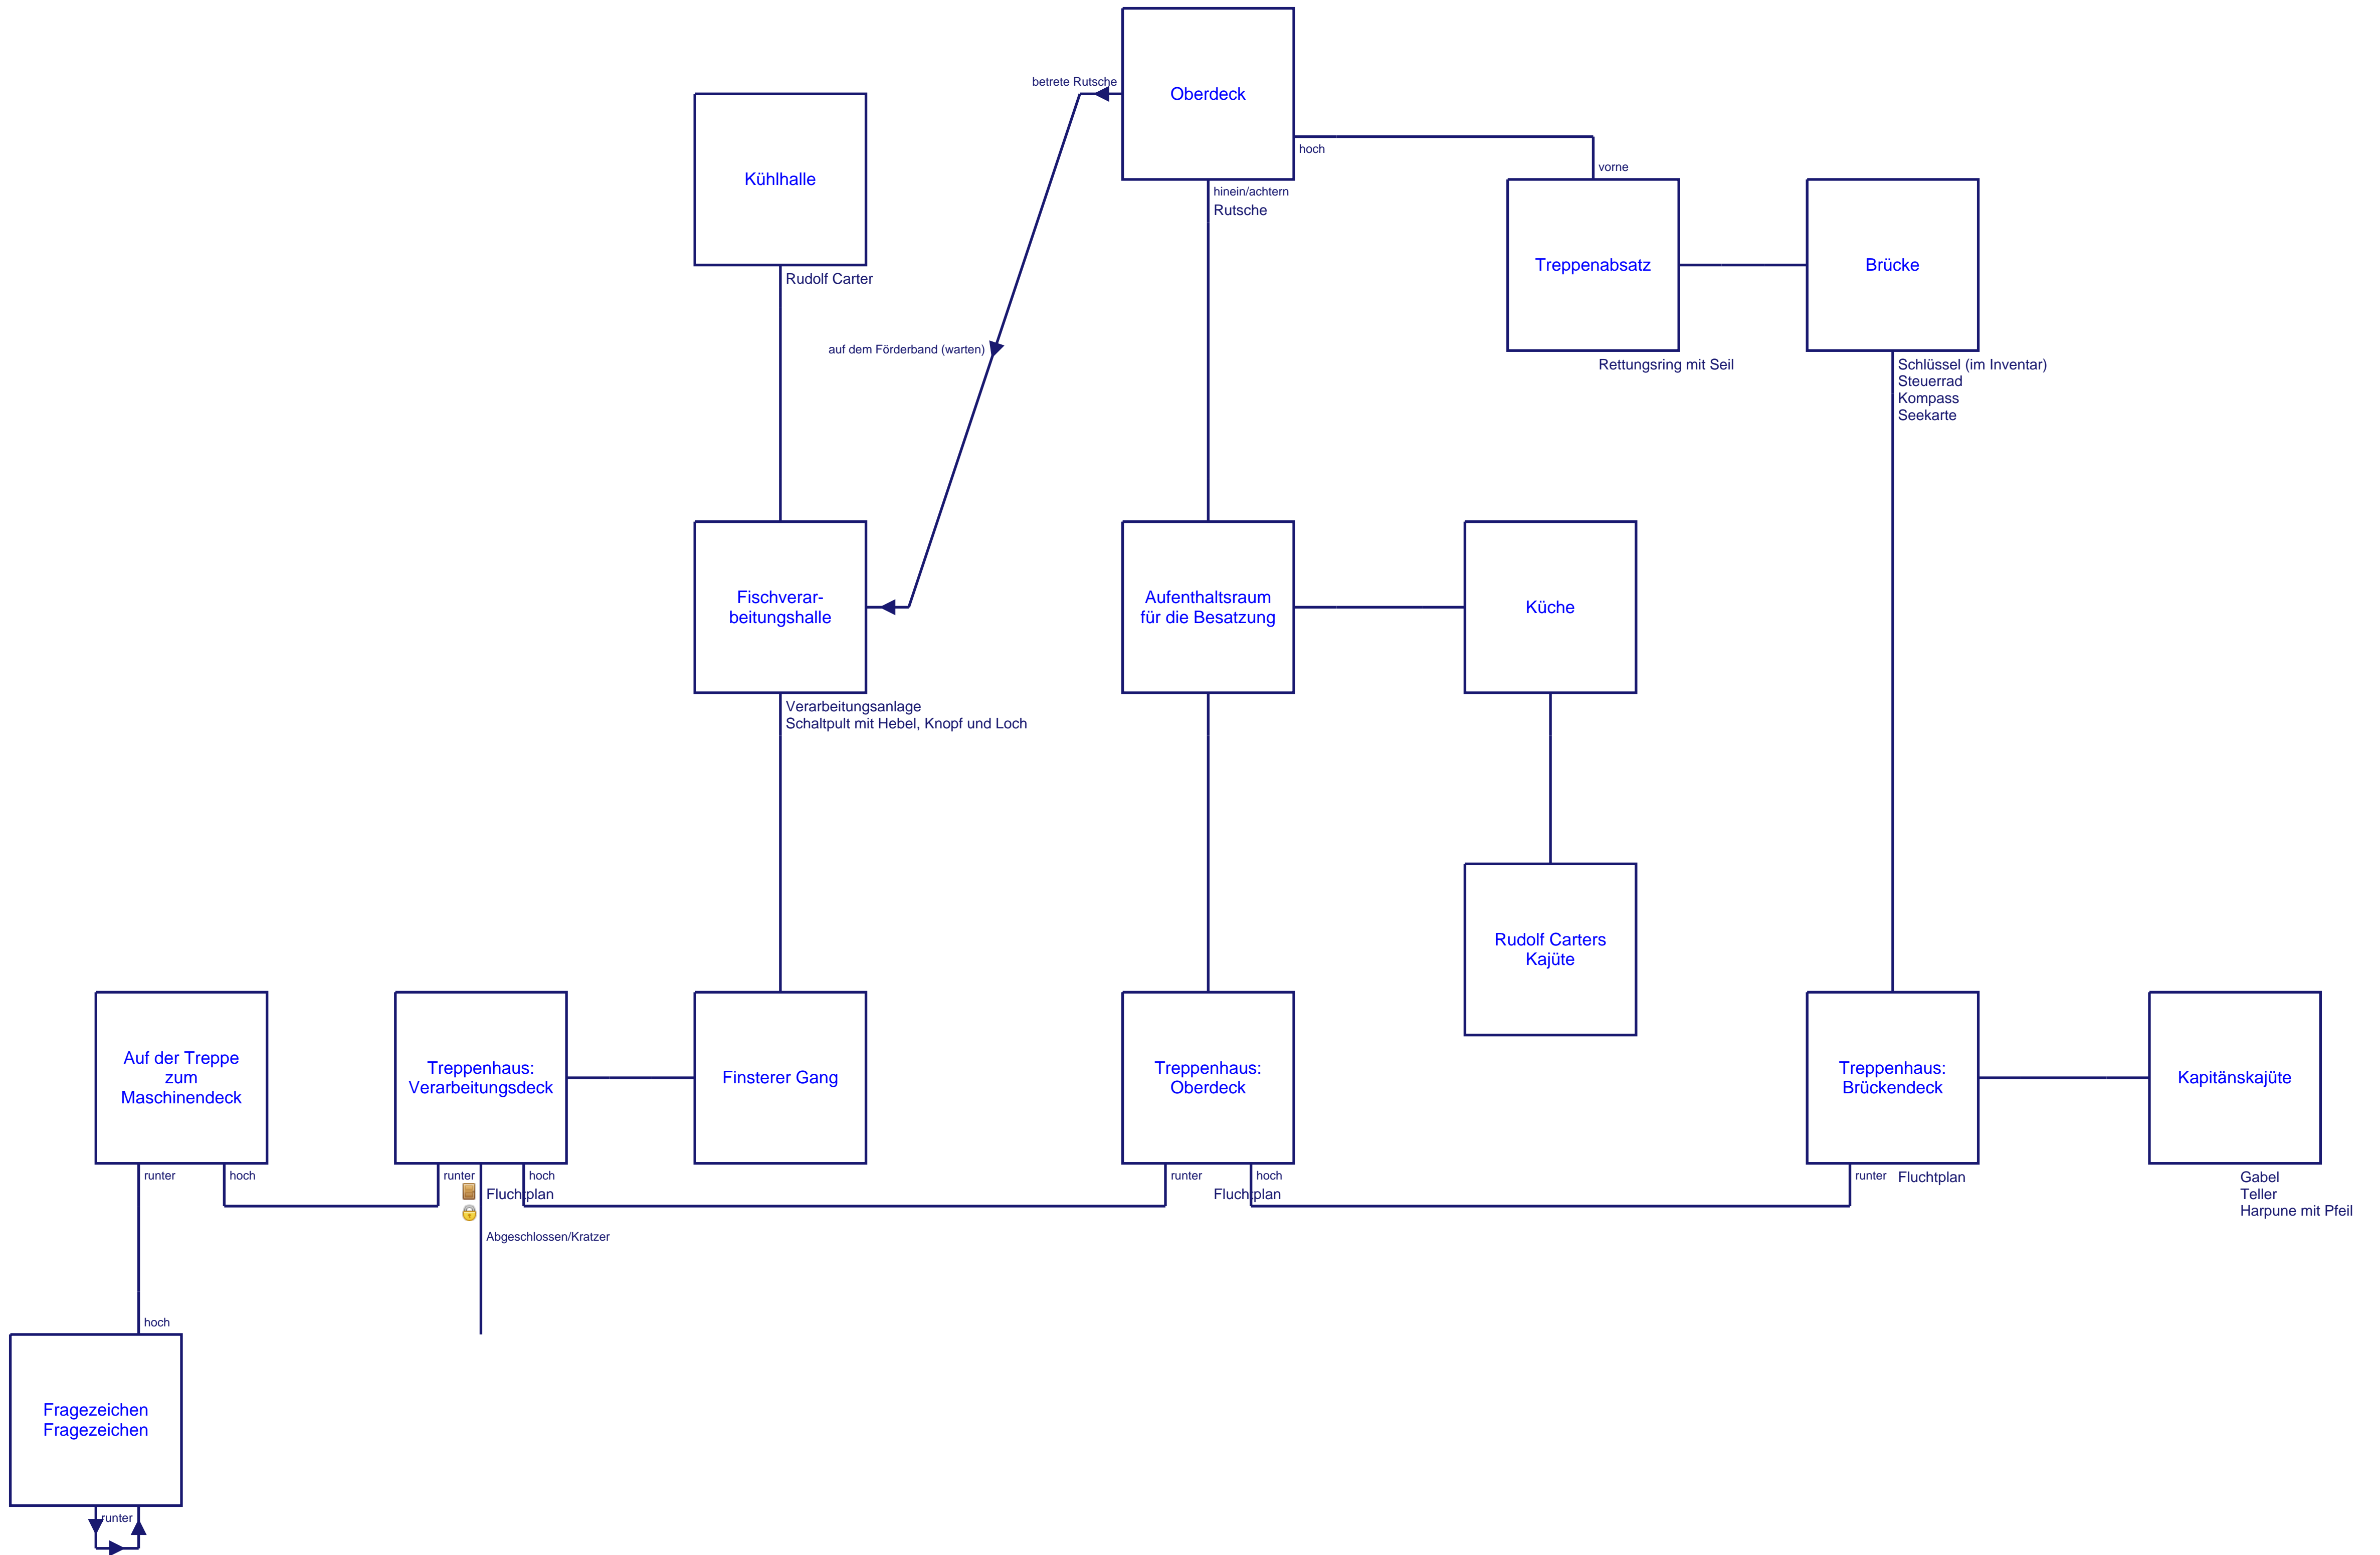 betrete Rutsche
Oberdeck
hoch
vorne
Kühlhalle
hinein/achtern
Rutsche
Treppenabsatz
Brücke
Rudolf Carter
auf dem Förderband (warten)
Rettungsring mit Seil
Schlüssel (im Inventar)
Steuerrad
Kompass
Seekarte
Fischverar-
beitungshalle
Aufenthaltsraum
für die Besatzung
Küche
Verarbeitungsanlage
Schaltpult mit Hebel, Knopf und Loch
Rudolf Carters
Kajüte
Auf der Treppe
zum
Maschinendeck
Treppenhaus:
Verarbeitungsdeck
Finsterer Gang
Treppenhaus:
Oberdeck
Treppenhaus:
Brückendeck
Kapitänskajüte
runter
hoch
runter
hoch
Fluchtplan
Abgeschlossen/Kratzer
runter
hoch
Fluchtplan
runter
Fluchtplan
Gabel
Teller
Harpune mit Pfeil
hoch
Fragezeichen
Fragezeichen
runter